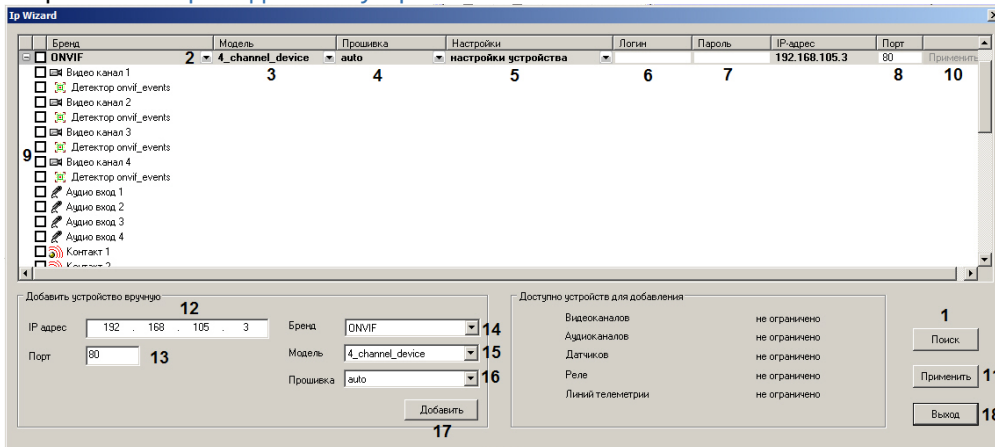 Ip Wizard
Бренд Модель Прошивка Настройки Логин Пароль IP-адрес Порт
ONVIF 2 4_channel_device auto настройки устройства 192.168.105.3 80 Применить
3 4 5 6 7 8 10
Видео канал 1
Детектор onvif_events
Видео канал 2
Детектор onvif_events
Видео канал 3
Детектор onvif_events
9 Видео канал 4
Детектор onvif_events
Аудио вход 1
Аудио вход 2
Аудио вход 3
Аудио вход 4
Контакт 1
Контакт 2
Добавить устройство вручную
12
IP адрес 192 . 168 . 105 . 3
Порт 80 13
Бренд ONVIF 14
Модель 4_channel_device 15
Прошивка auto 16
Добавить
17
Доступно устройств для добавления
Видеоканалов не ограничено
Аудиоканалов не ограничено
Датчиков не ограничено
Реле не ограничено
Линий телеметрии не ограничено
1
Поиск
Применить 11
Выход 18